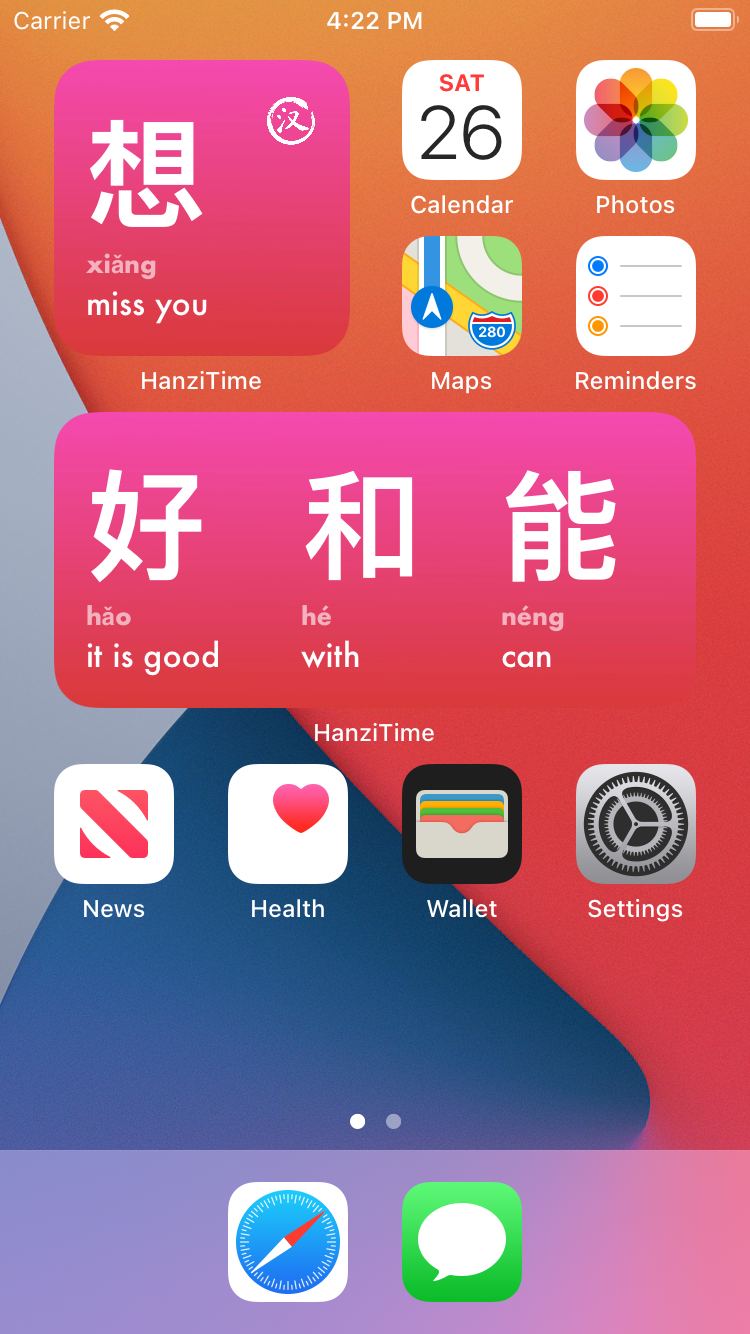 Carrier 4:22 PM
想 汉
xiǎng
miss you
HanziTime
SAT
26
Calendar
Photos
280
Maps
Reminders
好 和 能
hǎo hé néng
it is good with can
HanziTime
News Health Wallet Settings